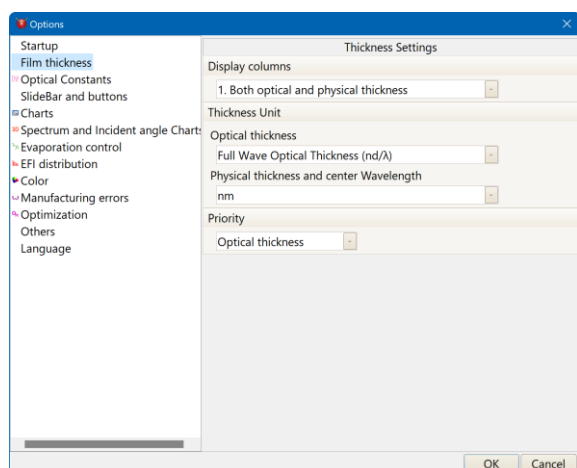 Options
Startup
Film thickness
Optical Constants
SlideBar and buttons
Charts
Spectrum and Incident angle Charts
Evaporation control
EFI distribution
Color
Manufacturing errors
Optimization
Others
Language
Thickness Settings
Display columns
1. Both optical and physical thickness
Thickness Unit
Optical thickness
Full Wave Optical Thickness (nd/λ)
Physical thickness and center Wavelength
nm
Priority
Optical thickness
OK
Cancel